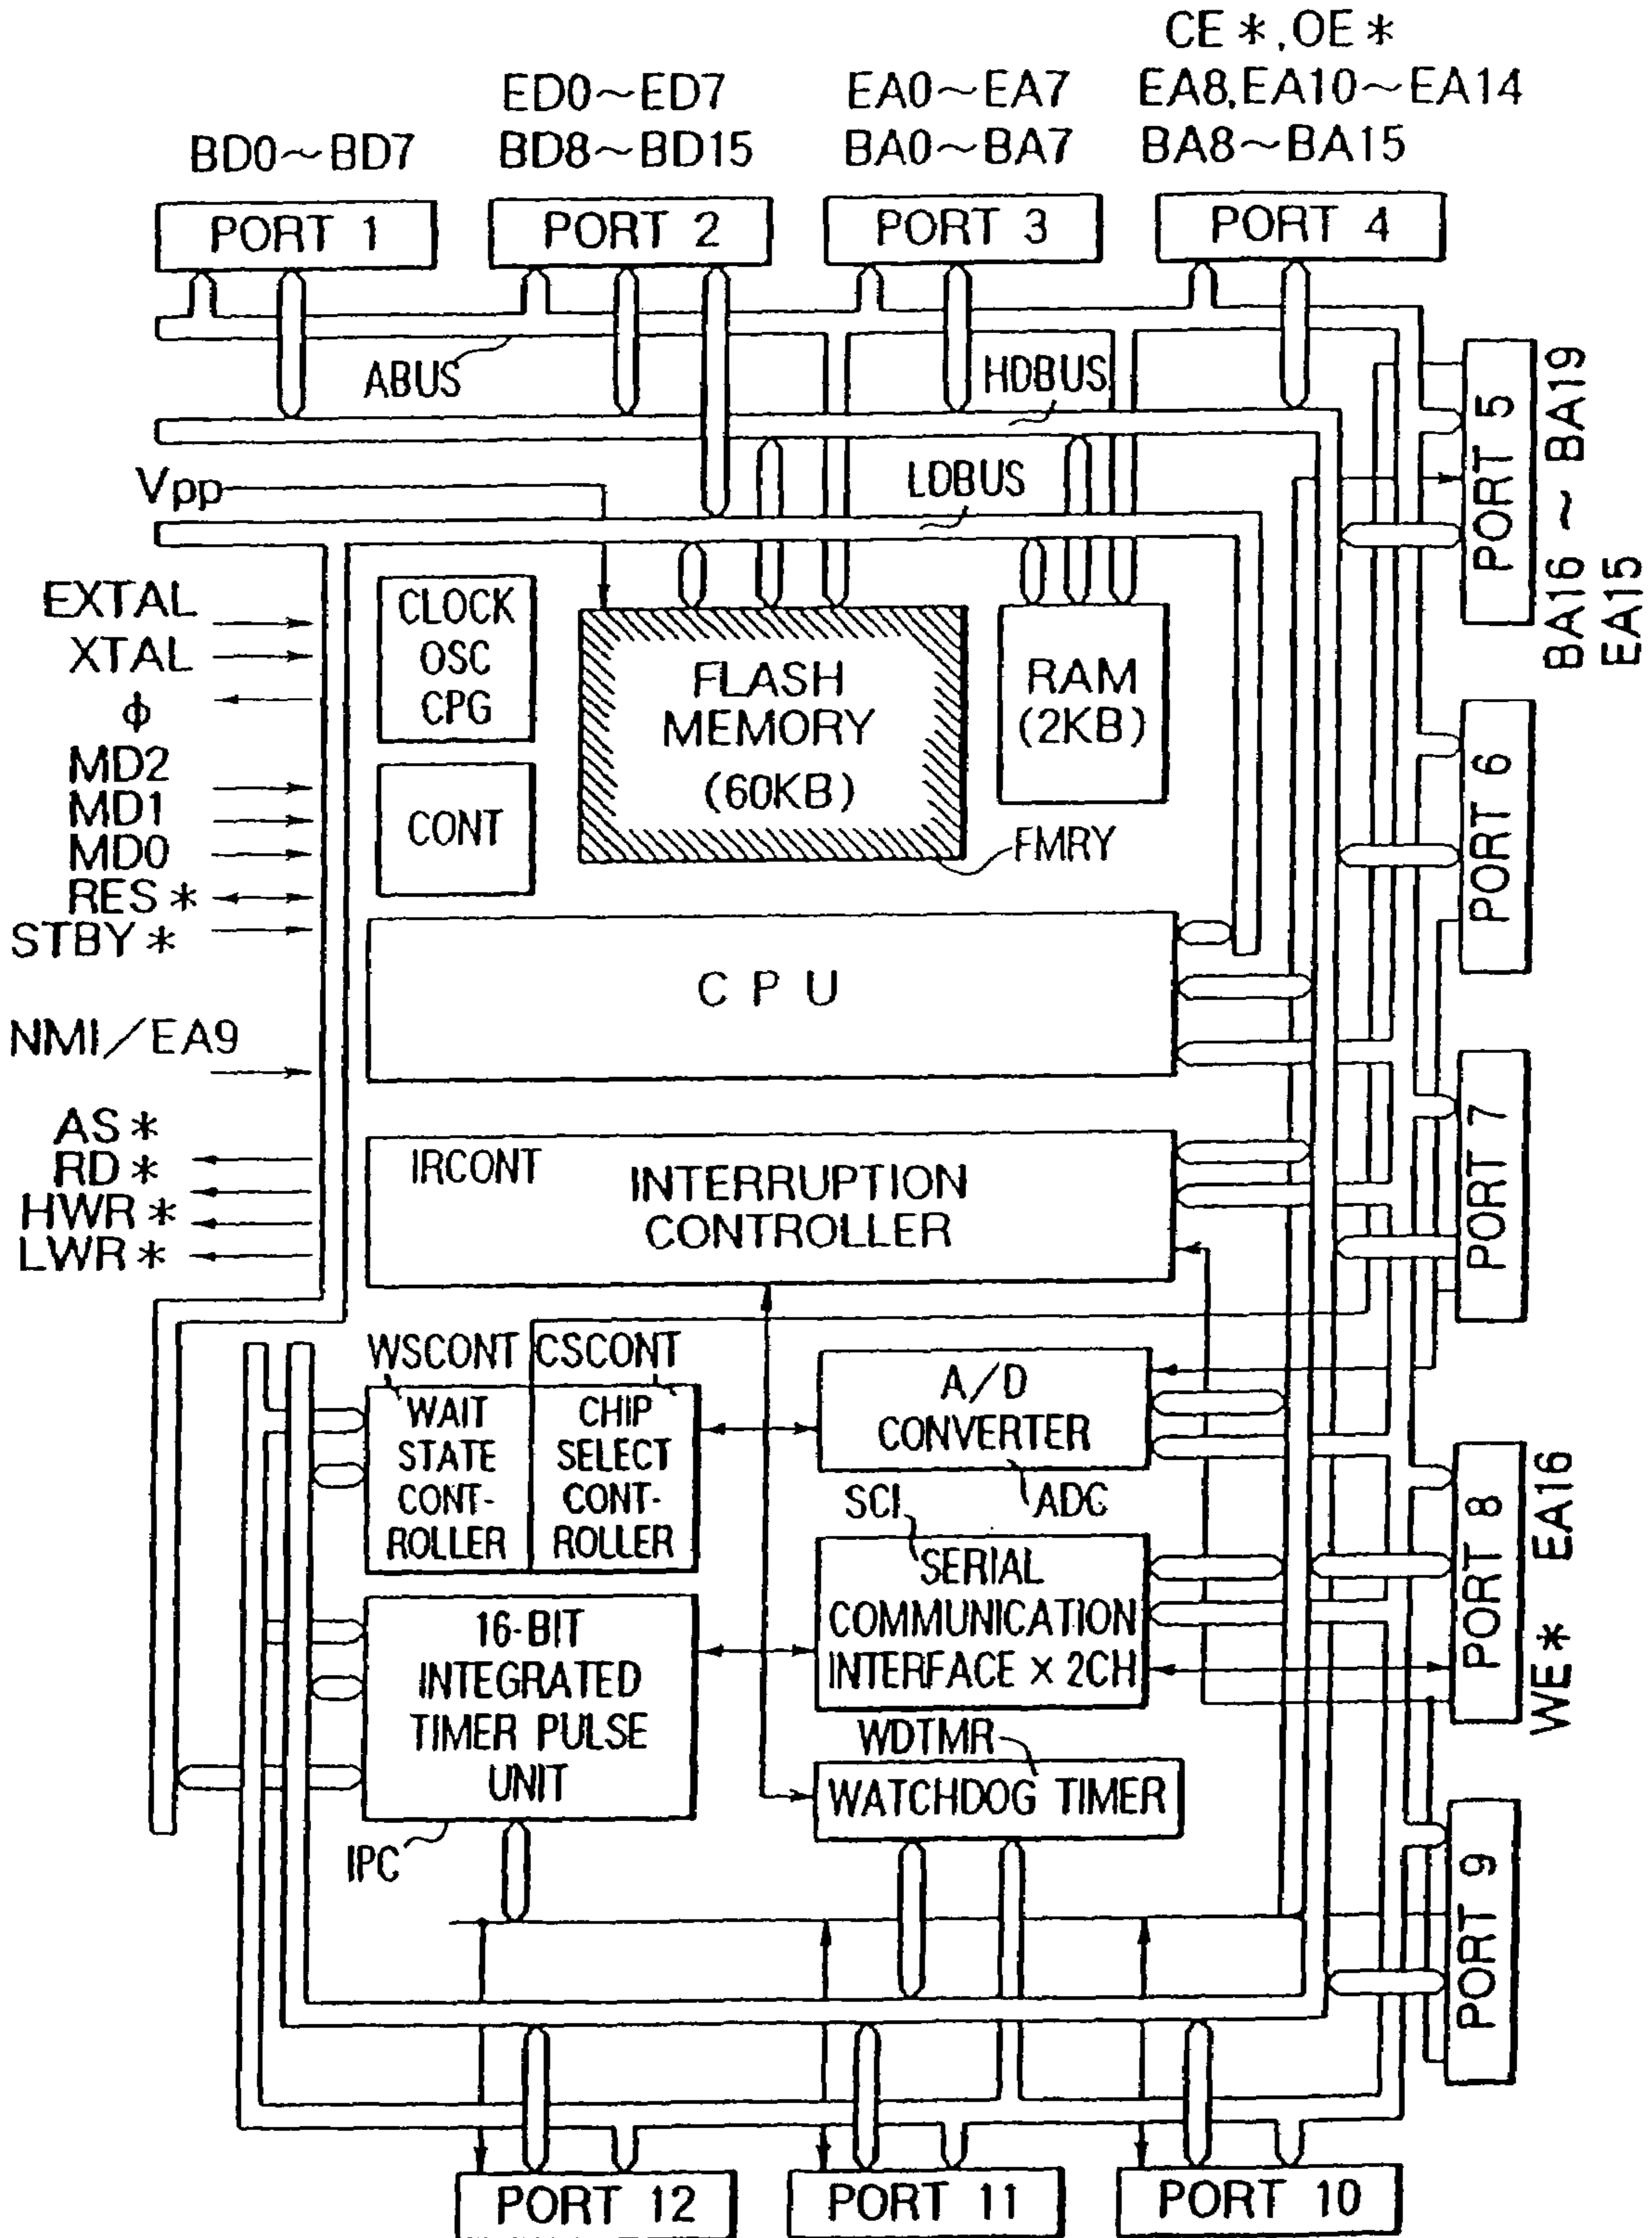 CE *, OE *
ED0~ED7
EA0~EA7
EA8, EA10~EA14
BD0~BD7
BD8~BD15
BA0~BA7
BA8~BA15
PORT 1
PORT 2
PORT 3
PORT 4
ABUS
HDBUS
PORT 5
BA16 ~ BA19
EA15
Vpp
LDBUS
EXTAL
XTAL
ϕ
MD2
MD1
MD0
RES *
STBY *
CLOCK
OSC
CPG
FLASH
MEMORY
(60KB)
RAM
(2KB)
CONT
FMRY
PORT 6
CPU
NMI/EA9
AS *
RD *
HWR *
LWR *
IRCONT
INTERRUPTION
CONTROLLER
PORT 7
WSCONT
CSCONT
WAIT
STATE
CONT-
ROLLER
CHIP
SELECT
CONT-
ROLLER
A/D
CONVERTER
ADC
SCI
SERIAL
COMMUNICATION
INTERFACE × 2CH
PORT 8
WE * EA16
16-BIT
INTEGRATED
TIMER PULSE
UNIT
IPC
WDTMR
WATCHDOG TIMER
PORT 9
PORT 12
PORT 11
PORT 10